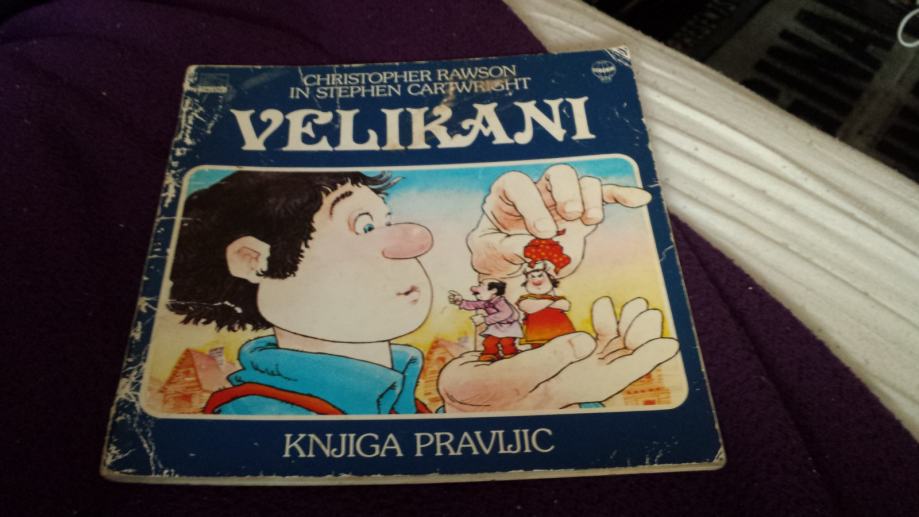 CHRISTOPHER RAWSON
IN STEPHEN CARTWRIGHT
VELIKANI
KNJIGA PRAVLJIC